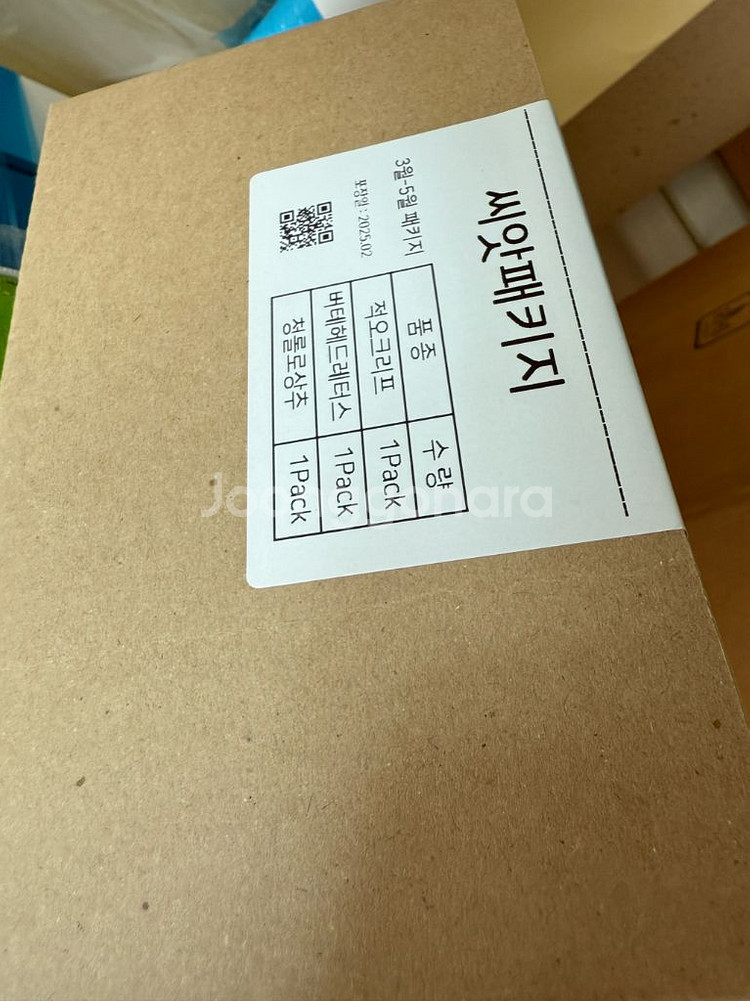 씨앗패키지
3월-5월 패키지
포장일 : 2025.02
품종 수량
적오크리프 1Pack
버터헤드레터스 1Pack
청롤로상추 1Pack
Joonggonara